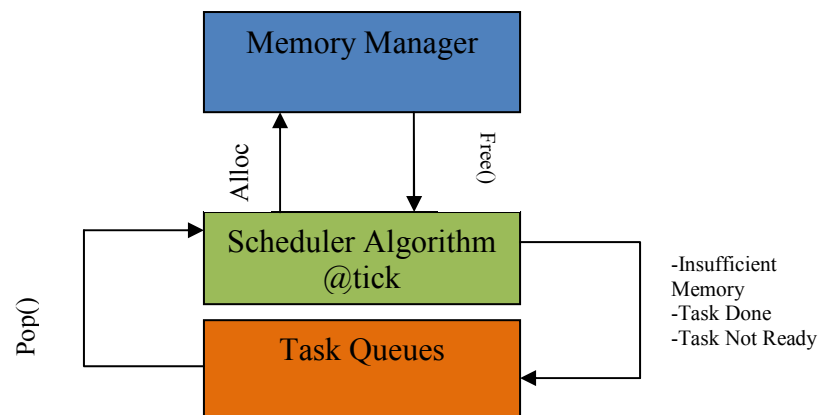 Memory Manager
Alloc
Free()
Scheduler Algorithm
@tick
Pop()
-Insufficient
Memory
-Task Done
-Task Not Ready
Task Queues